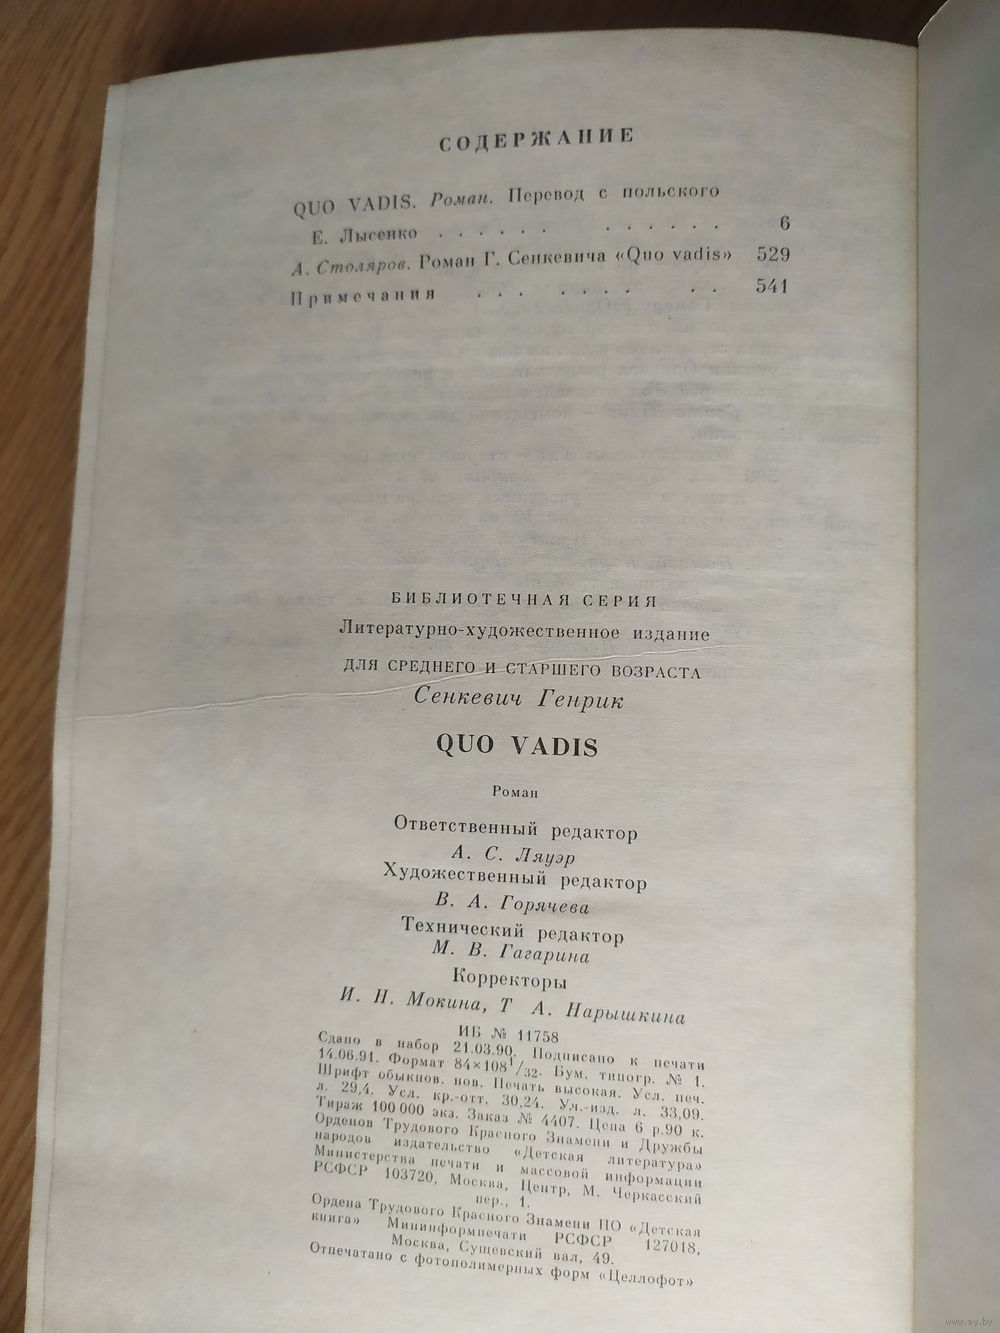 СОДЕРЖАНИЕ
QUO VADIS. Роман. Перевод с польского
Е. Лысенко . . . . . . . . . . . . 6
А. Столяров. Роман Г. Сенкевича «Quo vadis» 529
Примечания . . . . . . . . . 541
БИБЛИОТЕЧНАЯ СЕРИЯ
Литературно-художественное издание
ДЛЯ СРЕДНЕГО И СТАРШЕГО ВОЗРАСТА
Сенкевич Генрик
QUO VADIS
Роман
Ответственный редактор
А. С. Ляуэр
Художественный редактор
В. А. Горячева
Технический редактор
М. В. Гагарина
Корректоры
И. Н. Мокина, Т А. Нарышкина
ИБ № 11758
Сдано в набор 21.03.90. Подписано к печати
14.06.91. Формат 84×108 1/32. Бум. типогр. № 1.
Шрифт обыкнов. нов. Печать высокая. Усл. печ.
л. 29,4. Усл. кр.-отт. 30,24. Уч.-изд. л. 33,09.
Тираж 100 000 экз. Заказ № 4407. Цена 6 р.90 к.
Орденов Трудового Красного Знамени и Дружбы
народов издательство «Детская литература»
Министерства печати и массовой информации
РСФСР 103720, Москва, Центр, М. Черкасский
пер., 1.
Ордена Трудового Красного Знамени ПО «Детская
книга» Мининформпечати РСФСР 127018,
Москва, Сущевский вал, 49.
Отпечатано с фотополимерных форм «Целлофот»
www.ay.by